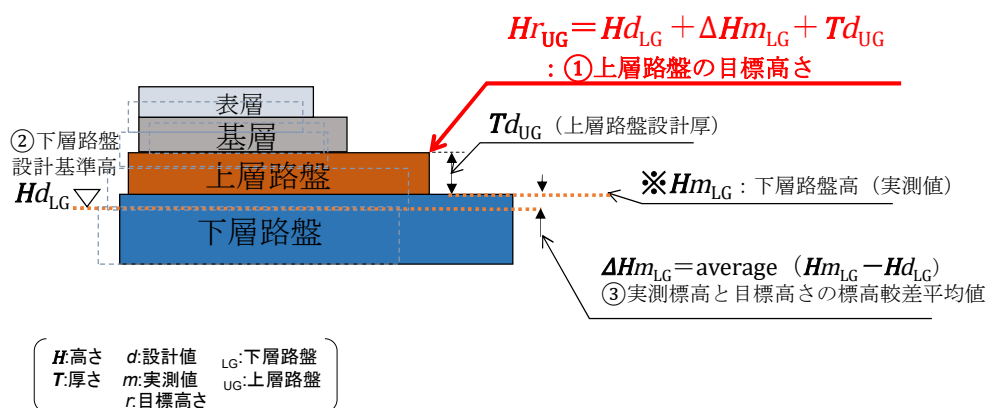 Hr_UG＝Hd_LG＋ΔHm_LG＋Td_UG
：①上層路盤の目標高さ
表層
基層
上層路盤
下層路盤
②下層路盤
設計基準高
Hd_LG
Td_UG（上層路盤設計厚）
※Hm_LG：下層路盤高（実測値）
ΔHm_LG＝average（Hm_LG－Hd_LG）
③実測標高と目標高さの標高較差平均値
H:高さ d:設計値 LG:下層路盤
T:厚さ m:実測値 UG:上層路盤
r:目標高さ